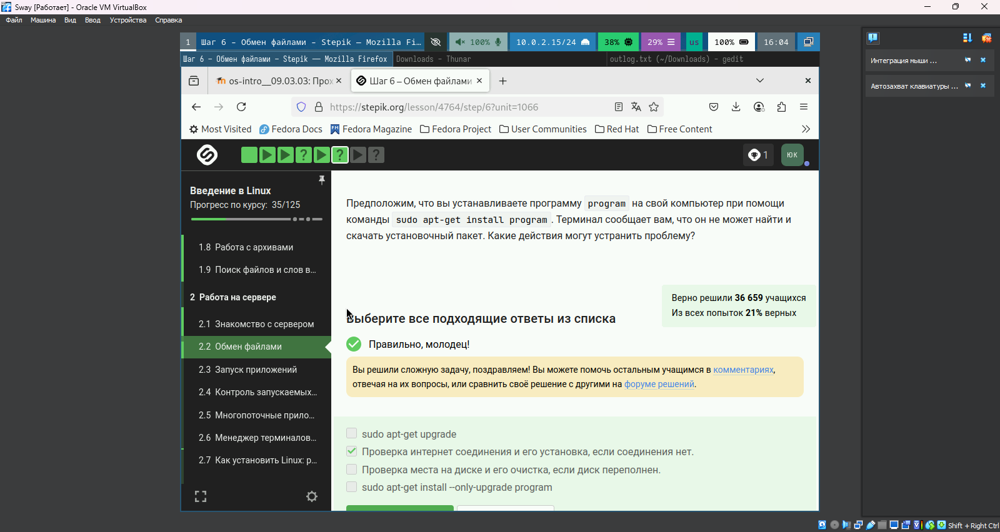 Sway [Работает] - Oracle VM VirtualBox
Файл Машина Вид Ввод Устройства Справка
1 Шаг 6 - Обмен файлами - Stepik — Mozilla Fi… 100% 10.0.2.15/24 38% 29% us 100% 16:04
Шаг 6 - Обмен файлами - Stepik — Mozilla Firefox Downloads - Thunar outlog.txt (~/Downloads) - gedit
os-intro__09.03.03: Прох Шаг 6 – Обмен файлами
https://stepik.org/lesson/4764/step/6?unit=1066
Most Visited Fedora Docs Fedora Magazine Fedora Project User Communities Red Hat Free Content
1 ЮК
Введение в Linux
Прогресс по курсу: 35/125
1.8 Работа с архивами
1.9 Поиск файлов и слов в...
2 Работа на сервере
2.1 Знакомство с сервером
2.2 Обмен файлами
2.3 Запуск приложений
2.4 Контроль запускаемых...
2.5 Многопоточные прило...
2.6 Менеджер терминалов...
2.7 Как установить Linux: р...
Предположим, что вы устанавливаете программу program на свой компьютер при помощи
команды sudo apt-get install program . Терминал сообщает вам, что он не может найти и
скачать установочный пакет. Какие действия могут устранить проблему?
Верно решили 36 659 учащихся
Из всех попыток 21% верных
Выберите все подходящие ответы из списка
Правильно, молодец!
Вы решили сложную задачу, поздравляем! Вы можете помочь остальным учащимся в комментариях,
отвечая на их вопросы, или сравнить своё решение с другими на форуме решений.
sudo apt-get upgrade
Проверка интернет соединения и его установка, если соединения нет.
Проверка места на диске и его очистка, если диск переполнен.
sudo apt-get install --only-upgrade program
Интеграция мыши ...
Автозахват клавиатуры ...
Shift + Right Ctrl